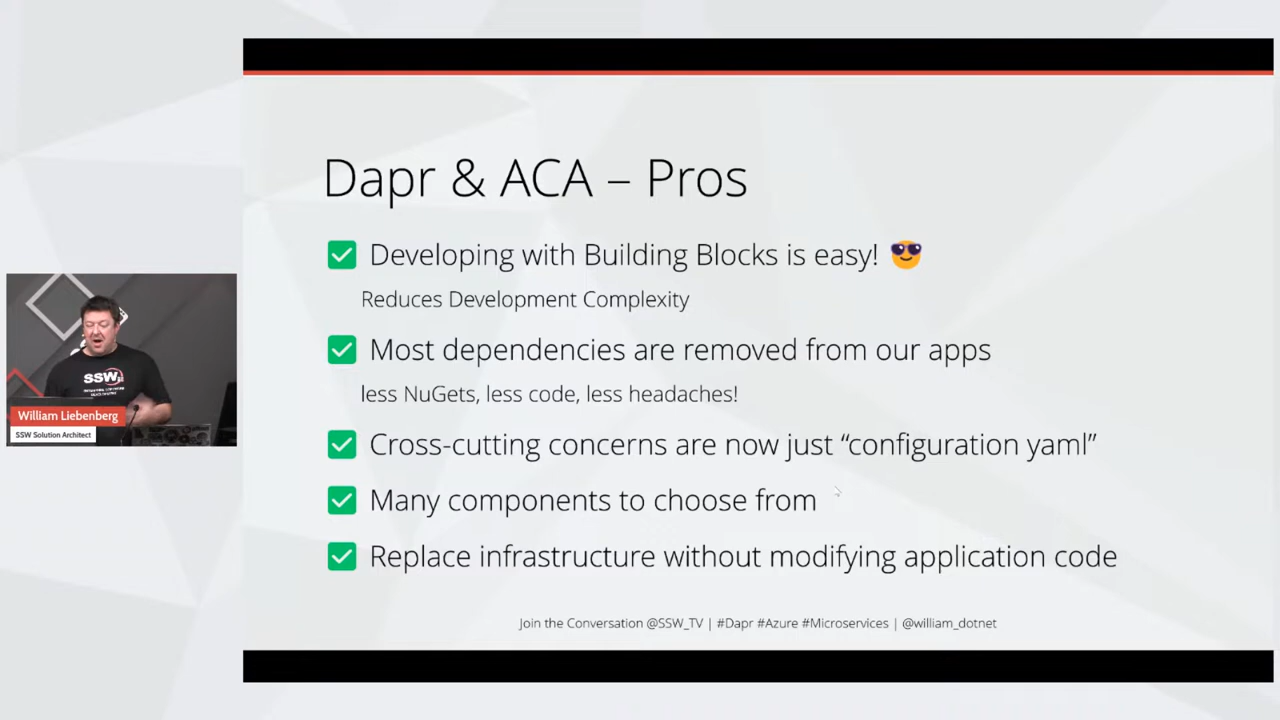 Dapr & ACA – Pros
Developing with Building Blocks is easy! 😎
Reduces Development Complexity
Most dependencies are removed from our apps
less NuGets, less code, less headaches!
Cross-cutting concerns are now just “configuration yaml”
Many components to choose from
Replace infrastructure without modifying application code
Join the Conversation @SSW_TV | #Dapr #Azure #Microservices | @william_dotnet
SSW
William Liebenberg
SSW Solution Architect